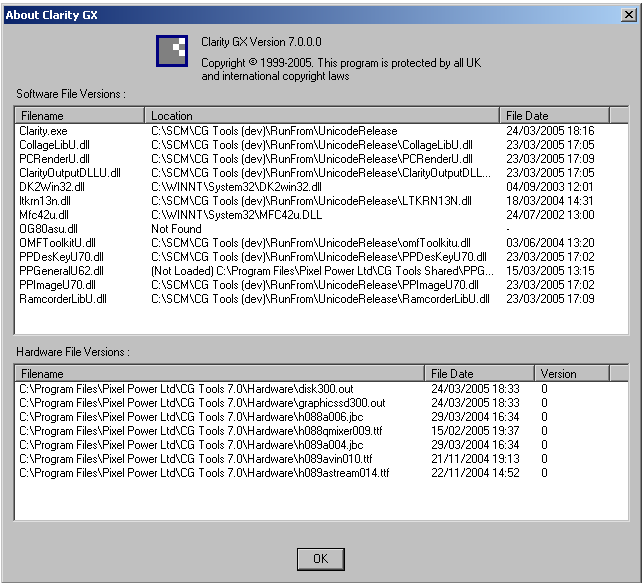 About Clarity GX
Clarity GX Version 7.0.0.0
Copyright © 1999-2005. This program is protected by all UK
and international copyright laws
Software File Versions :
Filename Location File Date
Clarity.exe C:\SCM\CG Tools (dev)\RunFrom\UnicodeRelease 24/03/2005 18:16
CollageLibU.dll C:\SCM\CG Tools (dev)\RunFrom\UnicodeRelease\CollageLibU.dll 23/03/2005 17:05
PCRenderU.dll C:\SCM\CG Tools (dev)\RunFrom\UnicodeRelease\PCRenderU.dll 23/03/2005 17:09
ClarityOutputDLLU.dll C:\SCM\CG Tools (dev)\RunFrom\UnicodeRelease\ClarityOutputDLL... 23/03/2005 17:05
DK2Win32.dll C:\WINNT\System32\DK2win32.dll 04/09/2003 12:01
ltkrn13n.dll C:\SCM\CG Tools (dev)\RunFrom\UnicodeRelease\LTKRN13N.dll 18/03/2004 14:31
Mfc42u.dll C:\WINNT\System32\MFC42u.DLL 24/07/2002 13:00
OG80asu.dll Not Found -
OMFToolkitU.dll C:\SCM\CG Tools (dev)\RunFrom\UnicodeRelease\omfToolkitu.dll 03/06/2004 13:20
PPDesKeyU70.dll C:\SCM\CG Tools (dev)\RunFrom\UnicodeRelease\PPDesKeyU70.dll 23/03/2005 17:02
PPGeneralU62.dll (Not Loaded) C:\Program Files\Pixel Power Ltd\CG Tools Shared\PPG... 15/03/2005 13:15
PPImageU70.dll C:\SCM\CG Tools (dev)\RunFrom\UnicodeRelease\PPImageU70.dll 23/03/2005 17:02
RamcorderLibU.dll C:\SCM\CG Tools (dev)\RunFrom\UnicodeRelease\RamcorderLibU.dll 23/03/2005 17:09
Hardware File Versions :
Filename File Date Version
C:\Program Files\Pixel Power Ltd\CG Tools 7.0\Hardware\disk300.out 24/03/2005 18:33 0
C:\Program Files\Pixel Power Ltd\CG Tools 7.0\Hardware\graphicssd300.out 24/03/2005 18:33 0
C:\Program Files\Pixel Power Ltd\CG Tools 7.0\Hardware\h088a006.jbc 29/03/2004 16:34 0
C:\Program Files\Pixel Power Ltd\CG Tools 7.0\Hardware\h088qmixer009.ttf 15/02/2005 19:37 0
C:\Program Files\Pixel Power Ltd\CG Tools 7.0\Hardware\h089a004.jbc 29/03/2004 16:34 0
C:\Program Files\Pixel Power Ltd\CG Tools 7.0\Hardware\h089avin010.ttf 21/11/2004 19:13 0
C:\Program Files\Pixel Power Ltd\CG Tools 7.0\Hardware\h089astream014.ttf 22/11/2004 14:52 0
OK